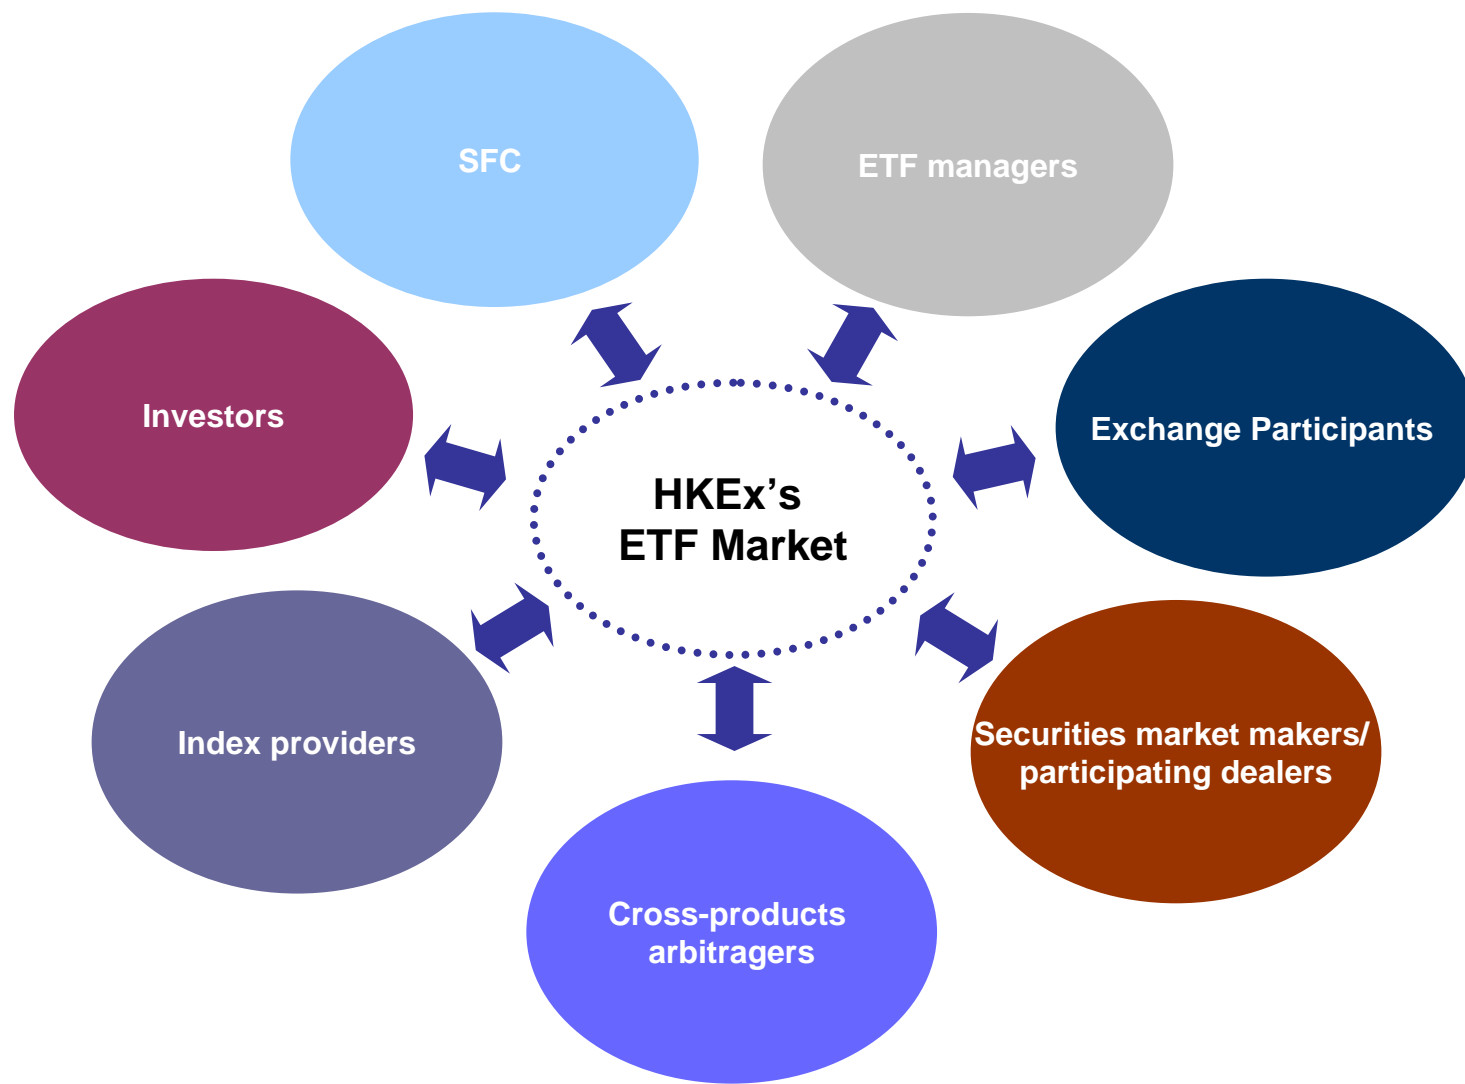 SFC
ETF managers
Investors
Exchange Participants
HKEx’s
ETF Market
Index providers
Securities market makers/
participating dealers
Cross-products
arbitragers